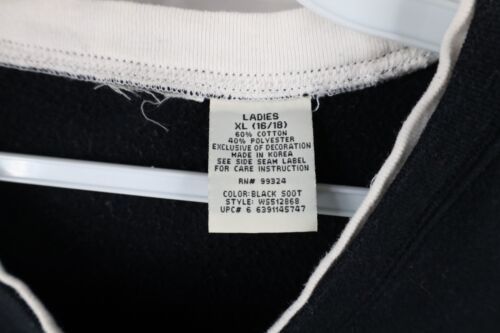 LADIES
XL (16/18)
60% COTTON
40% POLYESTER
EXCLUSIVE OF DECORATION
MADE IN KOREA
SEE SIDE SEAM LABEL
FOR CARE INSTRUCTION
RN# 99324
COLOR:BLACK SOOT
STYLE: WS512868
UPC# 6 6391145747